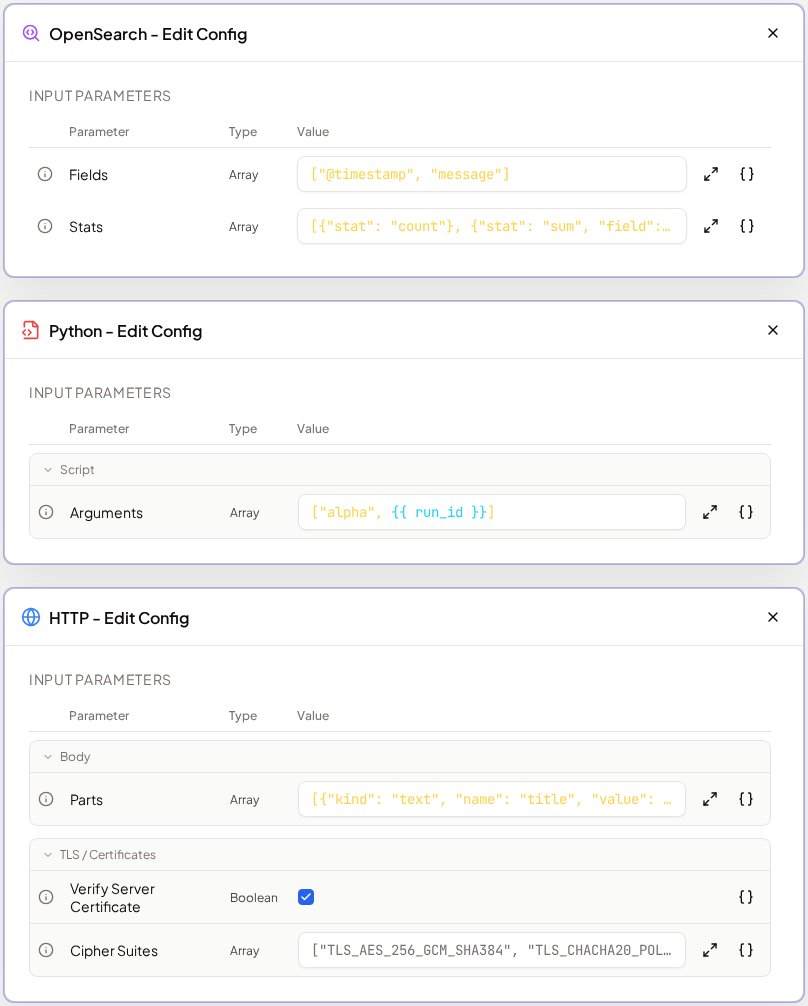 OpenSearch - Edit Config
INPUT PARAMETERS
Parameter Type Value
Fields Array ["@timestamp", "message"]
Stats Array [{"stat": "count"}, {"stat": "sum", "field":…
Python - Edit Config
INPUT PARAMETERS
Parameter Type Value
Script
Arguments Array ["alpha", {{ run_id }}]
HTTP - Edit Config
INPUT PARAMETERS
Parameter Type Value
Body
Parts Array [{"kind": "text", "name": "title", "value": …
TLS / Certificates
Verify Server
Certificate Boolean
Cipher Suites Array ["TLS_AES_256_GCM_SHA384", "TLS_CHACHA20_POL…